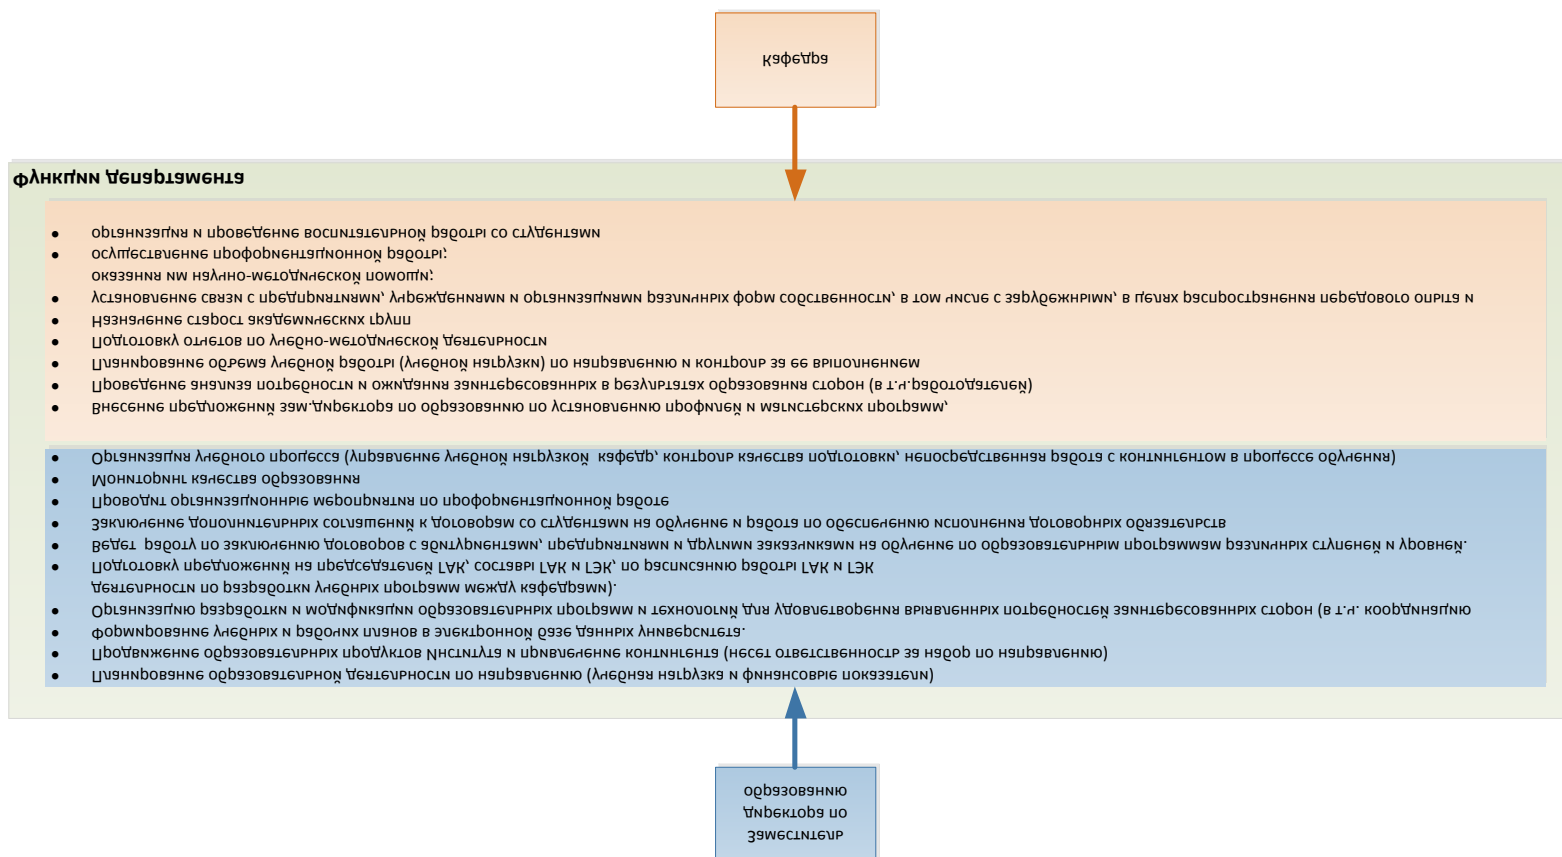 Заместитель
директора по
образованию
Планирование образовательной деятельности по направлению (учебная нагрузка и финансовые показатели)
Продвижение образовательных продуктов Института и привлечение контингента (несет ответственность за набор по направлению)
Формирование учебных и рабочих планов в электронной базе данных университета.
Организацию разработки и модификации образовательных программ и технологий для удовлетворения выявленных потребностей заинтересованных сторон (в т.ч. координацию
деятельности по разработки учебных программ между кафедрами).
Подготовку предложений на председателей ГАК, составы ГАК и ГЭК, по расписанию работы ГАК и ГЭК
Ведет работу по заключению договоров с абитуриентами, предприятиями и другими заказчиками на обучение по образовательным программам различных ступеней и уровней.
Заключение дополнительных соглашений к договорам со студентами на обучение и работа по обеспечению исполнения договорных обязательств
Проводит организационные мероприятия по профориентационной работе
Мониторинг качества образования
Организация учебного процесса (управление учебной нагрузкой кафедр, контроль качества подготовки, непосредственная работа с контингентом в процессе обучения)
Внесение предложений зам.директора по образованию по установлению профилей и магистерских программ,
Проведение анализа потребности и ожидания заинтересованных в результатах образования сторон (в т.ч.работодателей)
Планирование объема учебной работы (учебной нагрузки) по направлению и контроль за ее выполнением
Подготовку отчетов по учебно-методической деятельности
Назначение старост академических групп
установление связи с предприятиями, учреждениями и организациями различных форм собственности, в том числе с зарубежными, в целях распространения передового опыта и
оказания им научно-методической помощи;
осуществление профориентационной работы;
организация и проведение воспитательной работы со студентами
Функции департамента
Кафедра